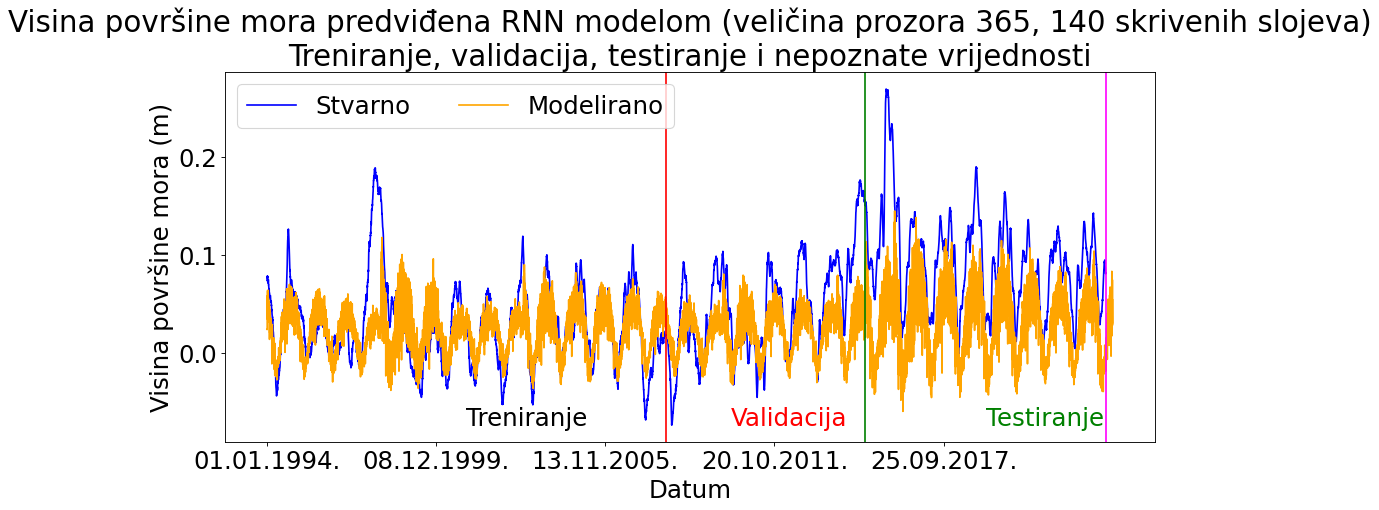 Visina površine mora predviđena RNN modelom (veličina prozora 365, 140 skrivenih slojeva)
Treniranje, validacija, testiranje i nepoznate vrijednosti
Stvarno
Modelirano
Visina površine mora (m)
0.2
0.1
0.0
Treniranje
Validacija
Testiranje
01.01.1994.
08.12.1999.
13.11.2005.
20.10.2011.
25.09.2017.
Datum